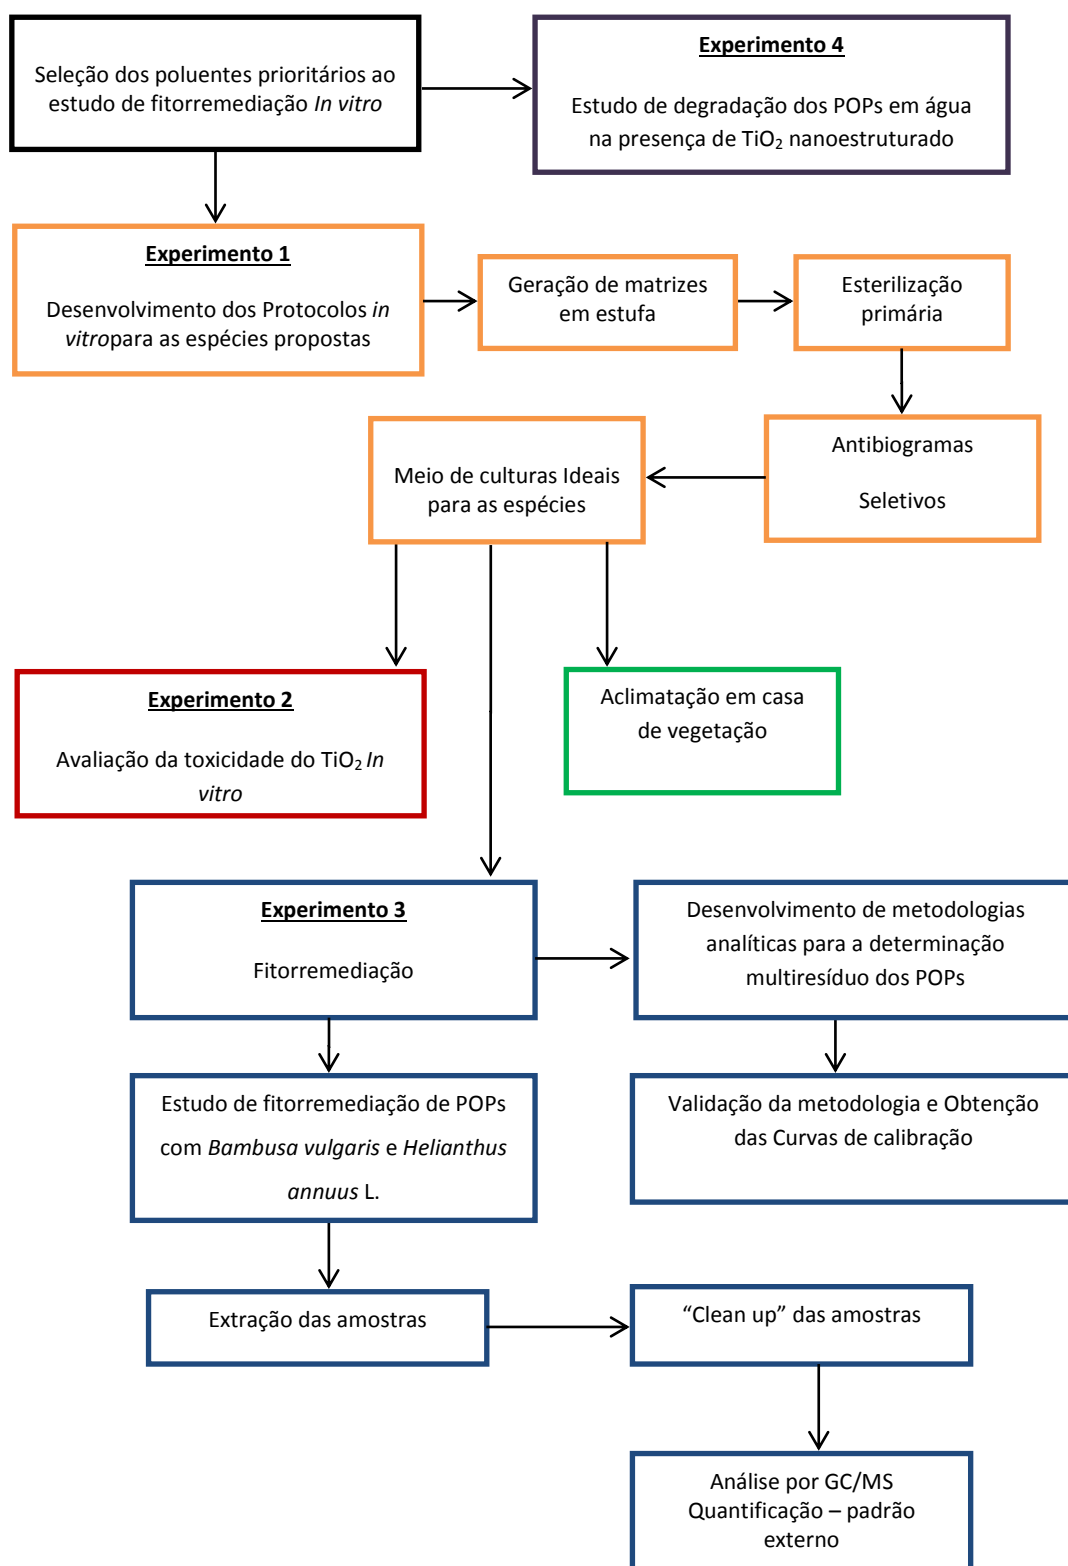 Seleção dos poluentes prioritários ao
estudo de fitorremediação In vitro
Experimento 4
Estudo de degradação dos POPs em água
na presença de TiO₂ nanoestruturado
Experimento 1
Desenvolvimento dos Protocolos in
vitropara as espécies propostas
Geração de matrizes
em estufa
Esterilização
primária
Antibiogramas
Seletivos
Meio de culturas Ideais
para as espécies
Experimento 2
Avaliação da toxicidade do TiO₂ In
vitro
Aclimatação em casa
de vegetação
Experimento 3
Fitorremediação
Desenvolvimento de metodologias
analíticas para a determinação
multiresíduo dos POPs
Estudo de fitorremediação de POPs
com Bambusa vulgaris e Helianthus
annuus L.
Validação da metodologia e Obtenção
das Curvas de calibração
Extração das amostras
“Clean up” das amostras
Análise por GC/MS
Quantificação – padrão
externo